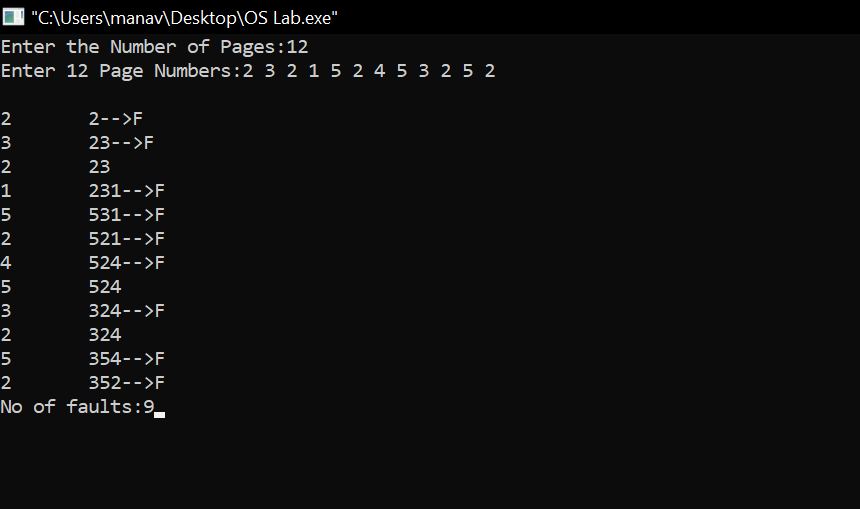 "C:\Users\manav\Desktop\OS Lab.exe"
Enter the Number of Pages:12
Enter 12 Page Numbers:2 3 2 1 5 2 4 5 3 2 5 2
2 2-->F
3 23-->F
2 23
1 231-->F
5 531-->F
2 521-->F
4 524-->F
5 524
3 324-->F
2 324
5 354-->F
2 352-->F
No of faults:9